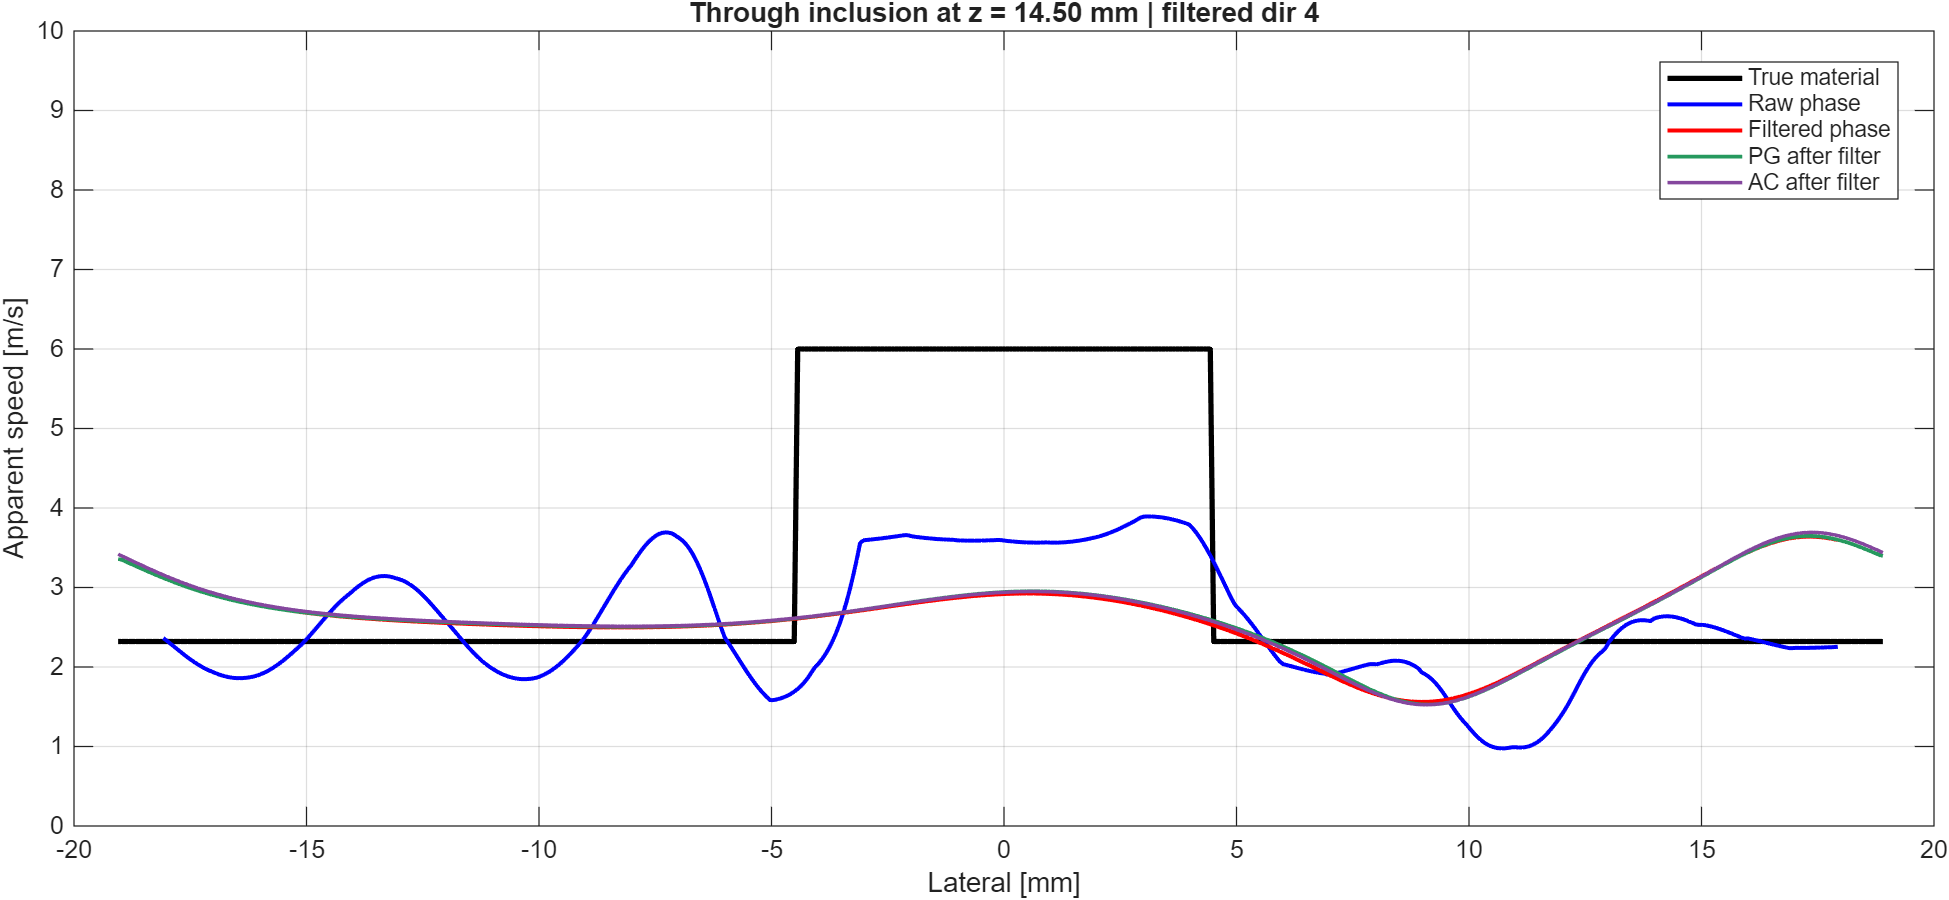 Through inclusion at z = 14.50 mm | filtered dir 4
10
9
8
7
6
5
4
3
2
1
0
Apparent speed [m/s]
True material
Raw phase
Filtered phase
PG after filter
AC after filter
-20 -15 -10 -5 0 5 10 15 20
Lateral [mm]